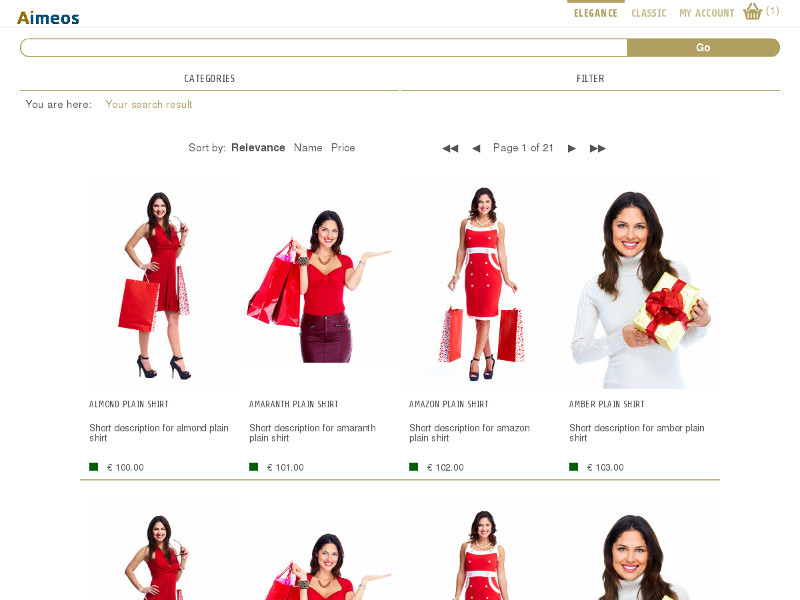 Aimeos
ELEGANCE CLASSIC MY ACCOUNT (1)
Go
CATEGORIES FILTER
You are here: Your search result
Sort by: Relevance Name Price
Page 1 of 21
ALMOND PLAIN SHIRT
Short description for almond plain
shirt
€ 100.00
AMARANTH PLAIN SHIRT
Short description for amaranth
plain shirt
€ 101.00
AMAZON PLAIN SHIRT
Short description for amazon
plain shirt
€ 102.00
AMBER PLAIN SHIRT
Short description for amber plain
shirt
€ 103.00